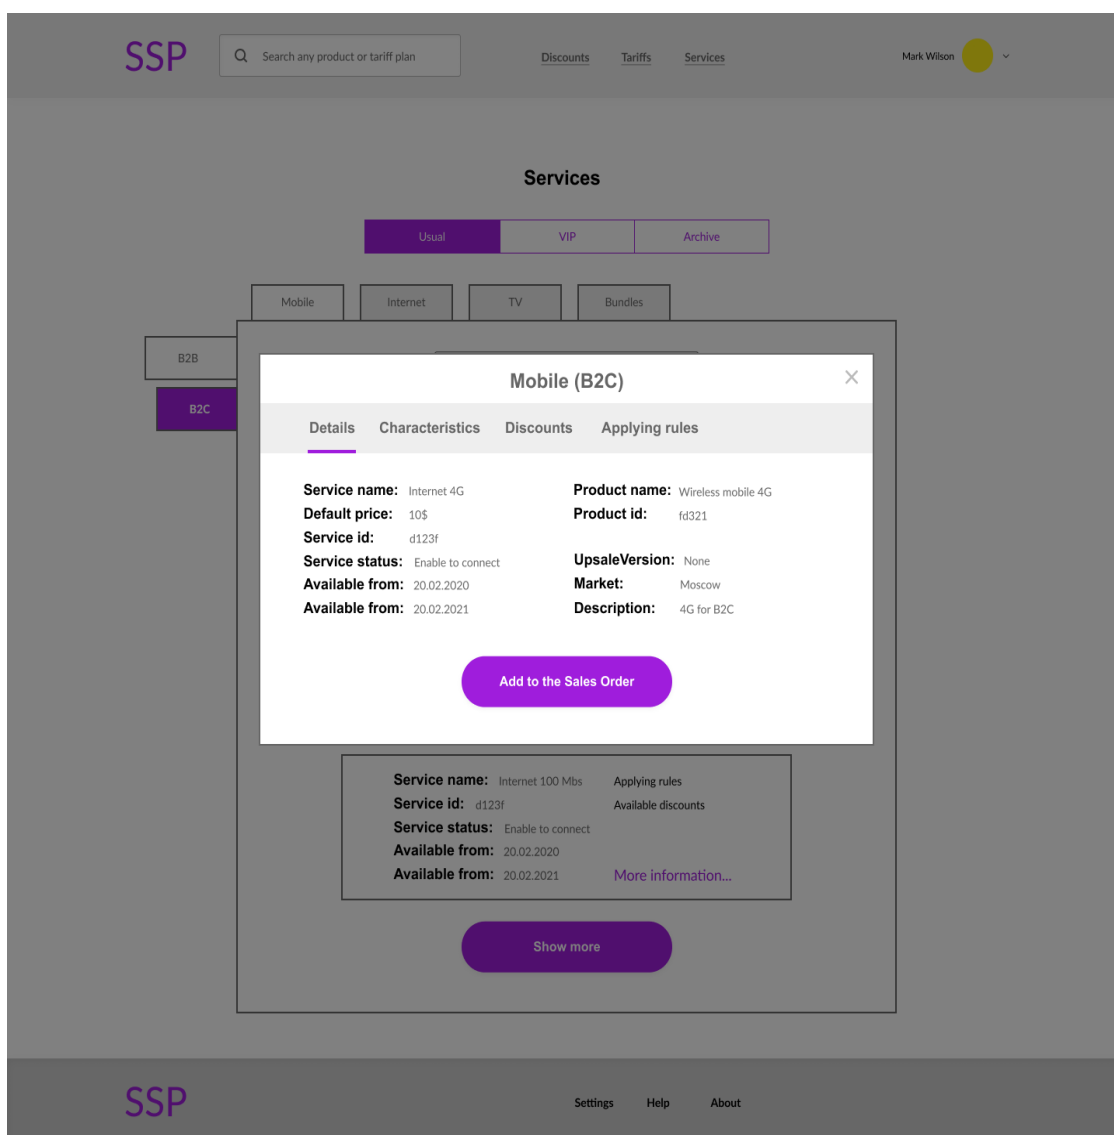 SSP
Search any product or tariff plan
Discounts Tariffs Services
Mark Wilson
Services
Usual VIP Archive
Mobile Internet TV Bundles
B2B
B2C
Mobile (B2C)
Details Characteristics Discounts Applying rules
Service name: Internet 4G
Default price: 10$
Service id: d123f
Service status: Enable to connect
Available from: 20.02.2020
Available from: 20.02.2021
Product name: Wireless mobile 4G
Product id: fd321
UpsaleVersion: None
Market: Moscow
Description: 4G for B2C
Add to the Sales Order
Service name: Internet 100 Mbs
Service id: d123f
Service status: Enable to connect
Available from: 20.02.2020
Available from: 20.02.2021
Applying rules
Available discounts
More information...
Show more
SSP
Settings Help About